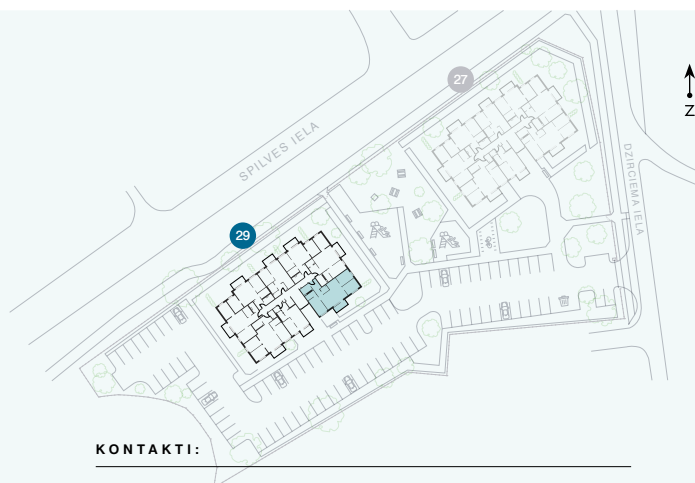 27
Z
SPILVES IELA
DZIRCIEMA IELA
29
KONTAKTI: